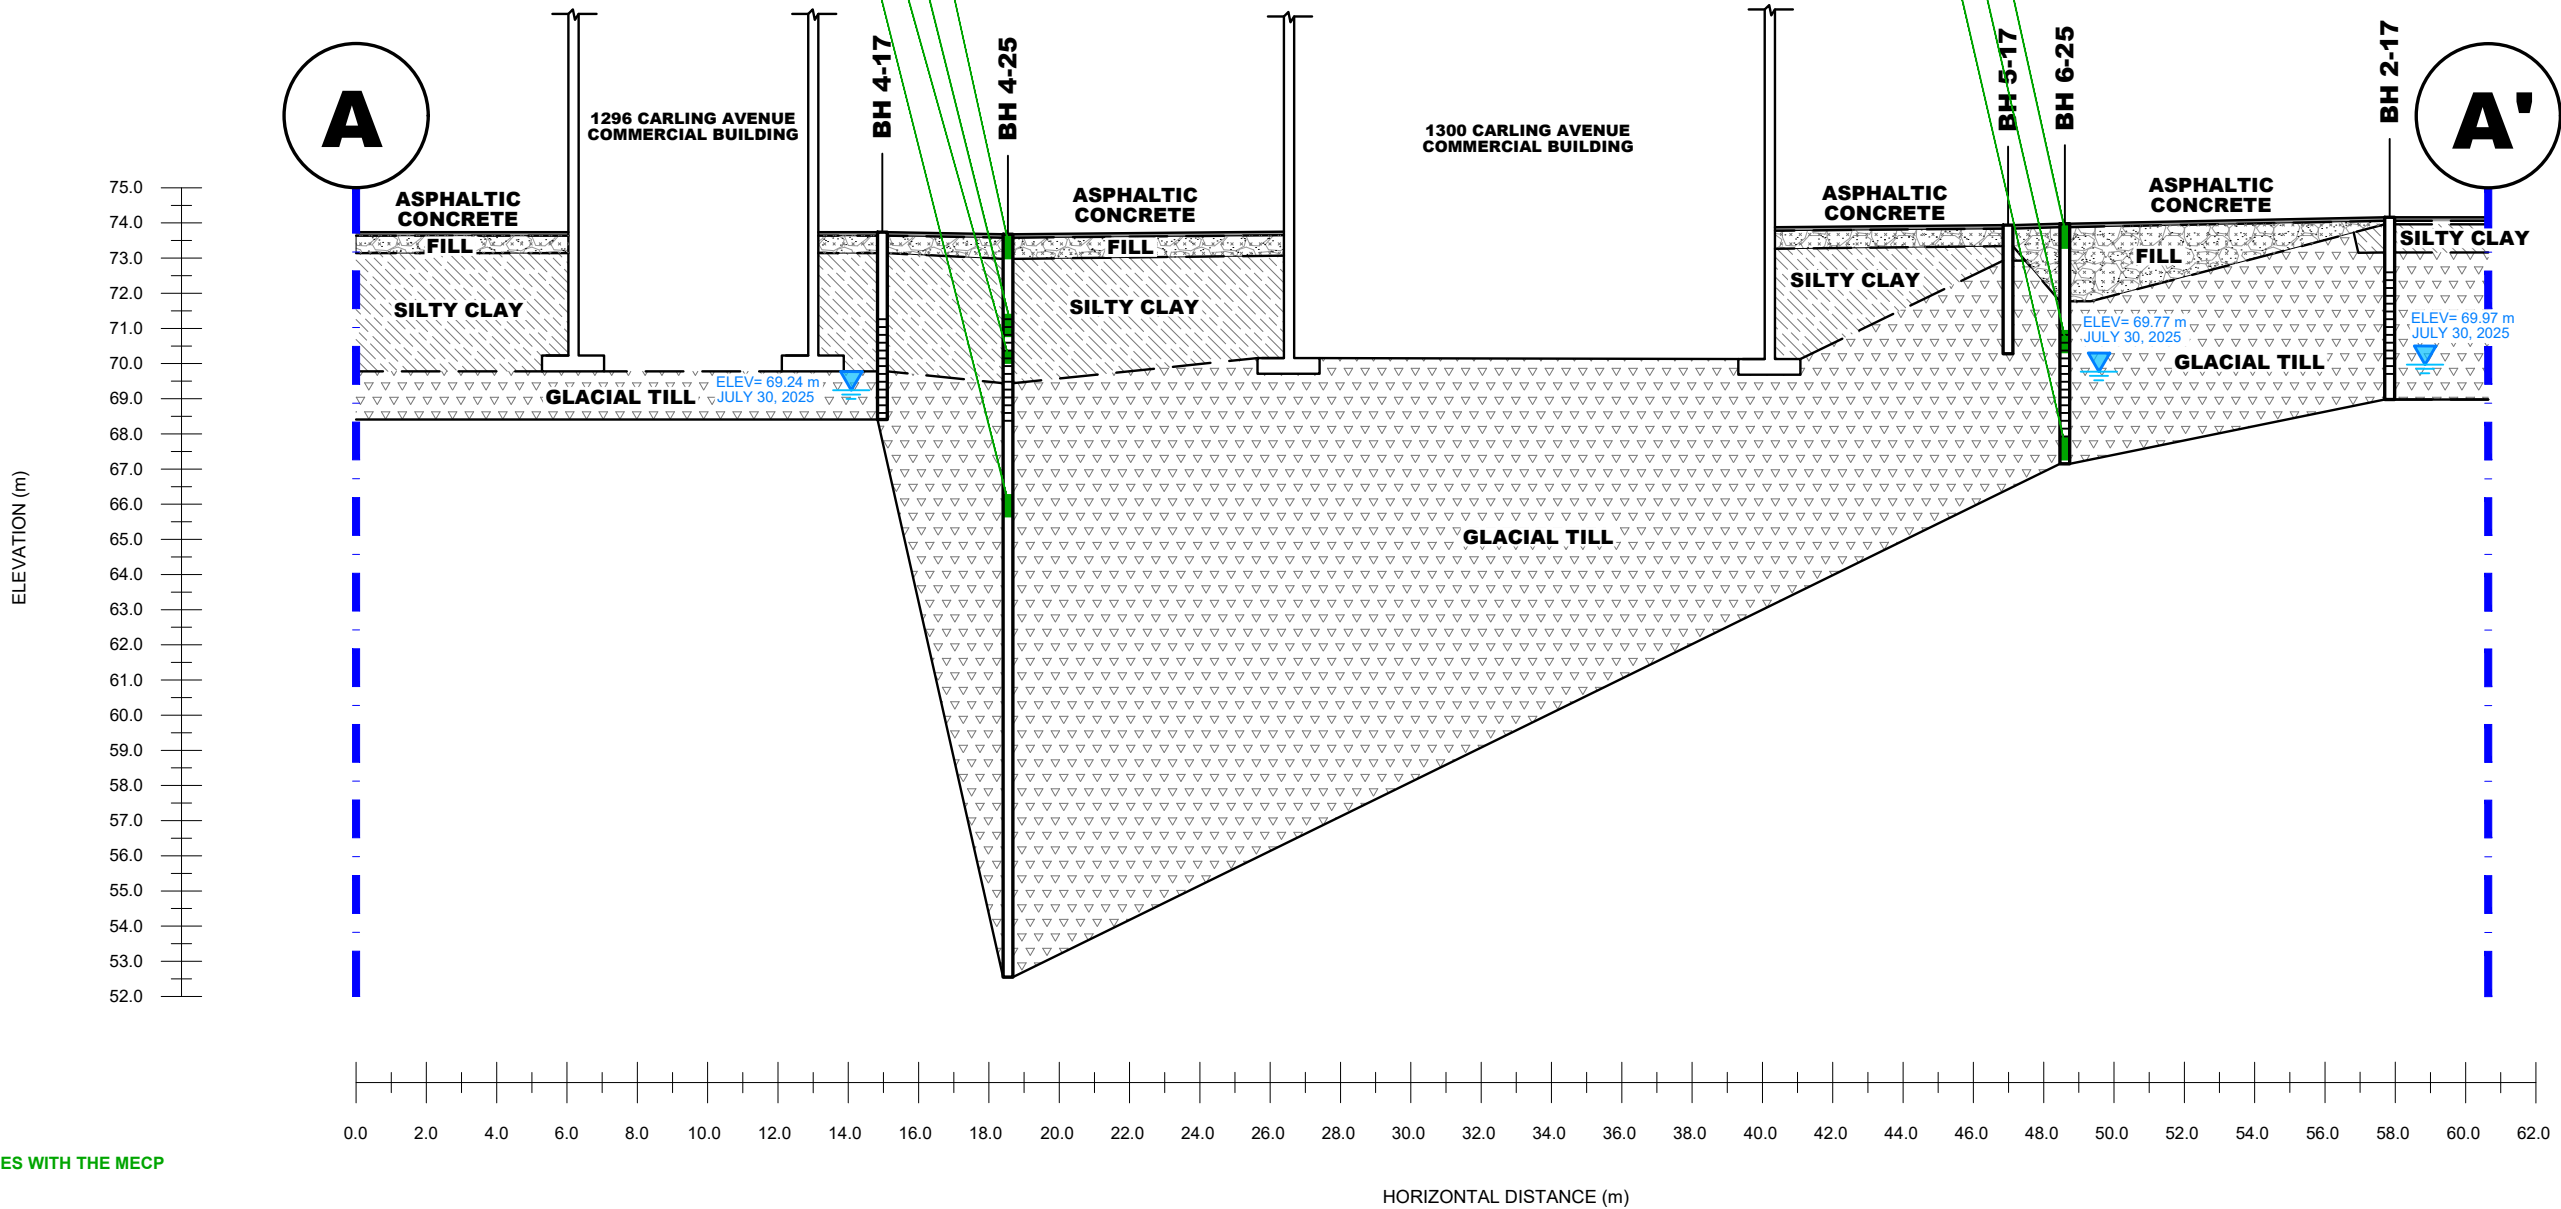 A
A'
BH 4-17
BH 4-25
BH 5-17
BH 6-25
BH 2-17
1296 CARLING AVENUE
COMMERCIAL BUILDING
1300 CARLING AVENUE
COMMERCIAL BUILDING
ASPHALTIC
CONCRETE
ASPHALTIC
CONCRETE
ASPHALTIC
CONCRETE
ASPHALTIC
CONCRETE
FILL
FILL
FILL
SILTY CLAY
SILTY CLAY
SILTY CLAY
SILTY CLAY
GLACIAL TILL
GLACIAL TILL
GLACIAL TILL
ELEV= 69.24 m
JULY 30, 2025
ELEV= 69.77 m
JULY 30, 2025
ELEV= 69.97 m
JULY 30, 2025
ELEVATION (m)
75.0
74.0
73.0
72.0
71.0
70.0
69.0
68.0
67.0
66.0
65.0
64.0
63.0
62.0
61.0
60.0
59.0
58.0
57.0
56.0
55.0
54.0
53.0
52.0
0.0 2.0 4.0 6.0 8.0 10.0 12.0 14.0 16.0 18.0 20.0 22.0 24.0 26.0 28.0 30.0 32.0 34.0 36.0 38.0 40.0 42.0 44.0 46.0 48.0 50.0 52.0 54.0 56.0 58.0 60.0 62.0
ES WITH THE MECP
HORIZONTAL DISTANCE (m)